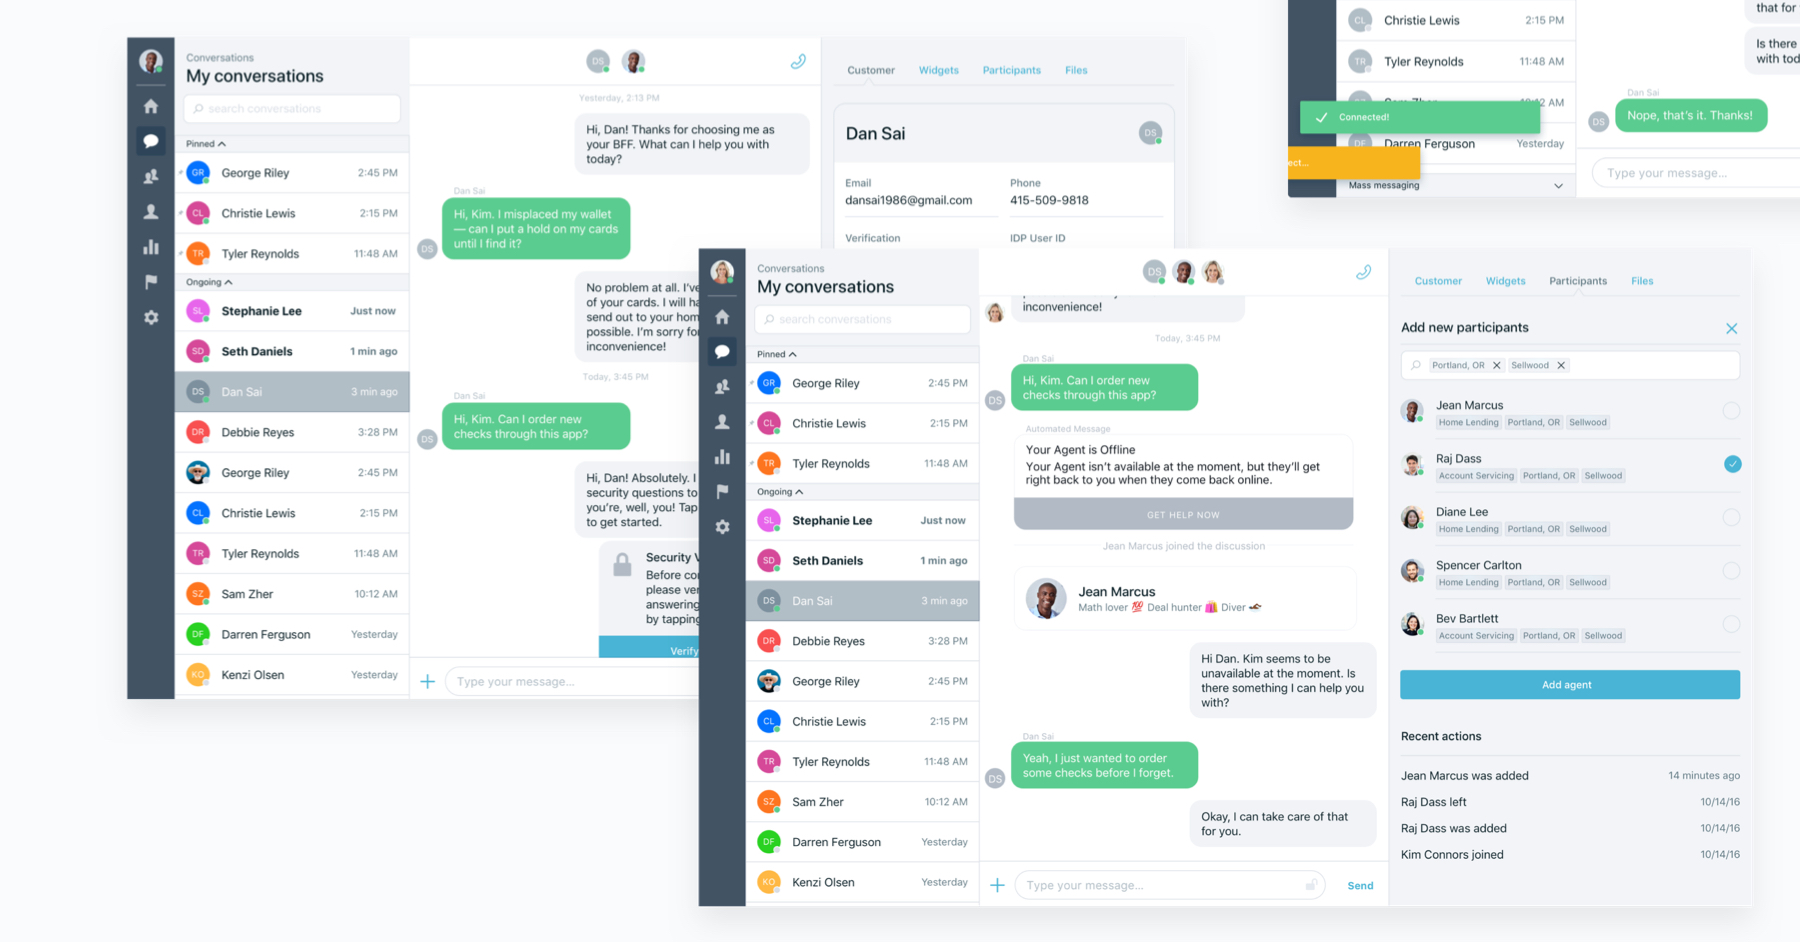 Conversations
My conversations
search conversations
Pinned
GR George Riley 2:45 PM
CL Christie Lewis 2:15 PM
TR Tyler Reynolds 11:48 AM
Ongoing
SL Stephanie Lee Just now
SD Seth Daniels 1 min ago
DS Dan Sai 3 min ago
DR Debbie Reyes 3:28 PM
George Riley 2:45 PM
CL Christie Lewis 2:15 PM
TR Tyler Reynolds 11:48 AM
SZ Sam Zher 10:12 AM
DF Darren Ferguson Yesterday
KO Kenzi Olsen Yesterday
DS
Yesterday, 2:13 PM
Hi, Dan! Thanks for choosing me as
your BFF. What can I help you with
today?
Dan Sai
Hi, Kim. I misplaced my wallet
— can I put a hold on my cards
until I find it?
DS
No problem at all. I've
of your cards. I will ha
send out to your hom
possible. I'm sorry fo
inconvenience!
Today, 3:45 PM
Dan Sai
Hi, Kim. Can I order new
checks through this app?
DS
Hi, Dan! Absolutely. I
security questions to
you're, well, you! Tap
to get started.
Security V
Before co
please ver
answering
by tapping
Verify
Type your message...
Customer Widgets Participants Files
Dan Sai DS
Email Phone
dansai1986@gmail.com 415-509-9818
Verification IDP User ID
CL Christie Lewis 2:15 PM
TR Tyler Reynolds 11:48 AM
Connected!
DF Darren Ferguson Yesterday
ect...
Mass messaging
that for
Is there
with tod
Dan Sai
DS Nope, that's it. Thanks!
Type your message...
Conversations
My conversations
search conversations
Pinned
GR George Riley 2:45 PM
CL Christie Lewis 2:15 PM
TR Tyler Reynolds 11:48 AM
Ongoing
SL Stephanie Lee Just now
SD Seth Daniels 1 min ago
DS Dan Sai 3 min ago
DR Debbie Reyes 3:28 PM
George Riley 2:45 PM
CL Christie Lewis 2:15 PM
TR Tyler Reynolds 11:48 AM
SZ Sam Zher 10:12 AM
DF Darren Ferguson Yesterday
KO Kenzi Olsen Yesterday
DS
inconvenience!
Today, 3:45 PM
Dan Sai
Hi, Kim. Can I order new
checks through this app?
DS
Automated Message
Your Agent is Offline
Your Agent isn't available at the moment, but they'll get
right back to you when they come back online.
GET HELP NOW
Jean Marcus joined the discussion
Jean Marcus
Math lover 💯 Deal hunter 🛍️ Diver 🏊
Hi Dan. Kim seems to be
unavailable at the moment. Is
there something I can help you
with?
Dan Sai
Yeah, I just wanted to order
some checks before I forget.
DS
Okay, I can take care of that
for you.
Type your message... Send
Customer Widgets Participants Files
Add new participants
Portland, OR Sellwood
Jean Marcus
Home Lending Portland, OR Sellwood
Raj Dass
Account Servicing Portland, OR Sellwood
Diane Lee
Home Lending Portland, OR Sellwood
Spencer Carlton
Home Lending Portland, OR Sellwood
Bev Bartlett
Account Servicing Portland, OR Sellwood
Add agent
Recent actions
Jean Marcus was added 14 minutes ago
Raj Dass left 10/14/16
Raj Dass was added 10/14/16
Kim Connors joined 10/14/16